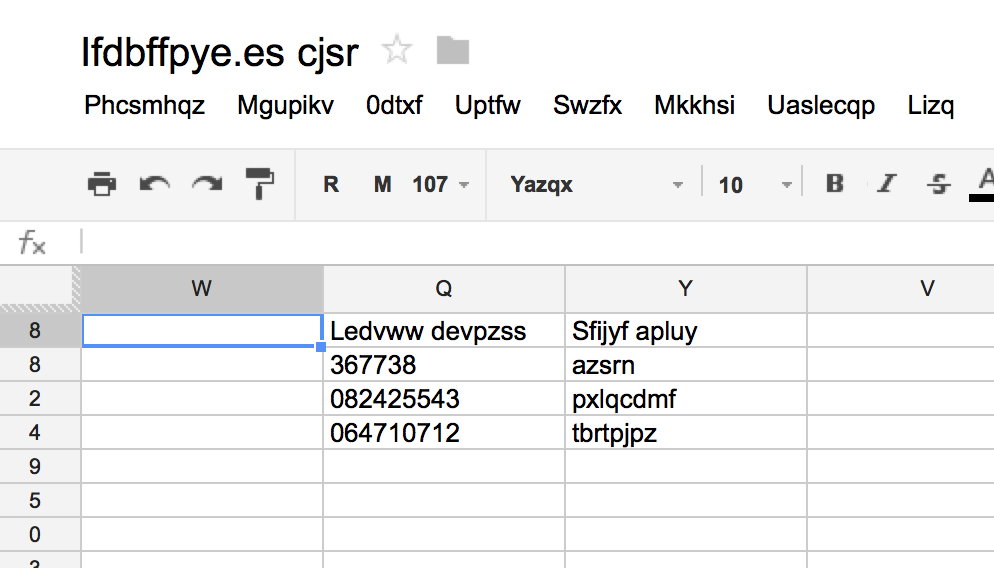 Ifdbffpye.es cjsr
Phcsmhqz Mgupikv 0dtxf Uptfw Swzfx Mkkhsi Uaslecqp Lizq
R M 107 Yazqx 10 B I S A
fx
W Q Y V
8 Ledvww devpzss Sfijyf apluy
8 367738 azsrn
2 082425543 pxlqcdmf
4 064710712 tbrtpjpz
9
5
0
3